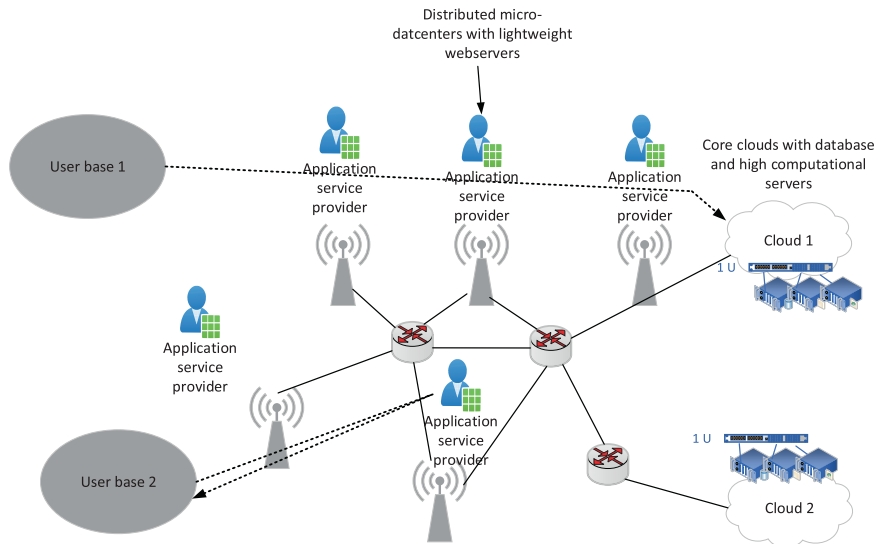 Distributed micro-
datcenters with lightweight
webservers
User base 1
Application
service
provider
Application
service
provider
Application
service
provider
Core clouds with database
and high computational
servers
Cloud 1
1 U
Application
service
provider
Application
service
provider
User base 2
1 U
Cloud 2